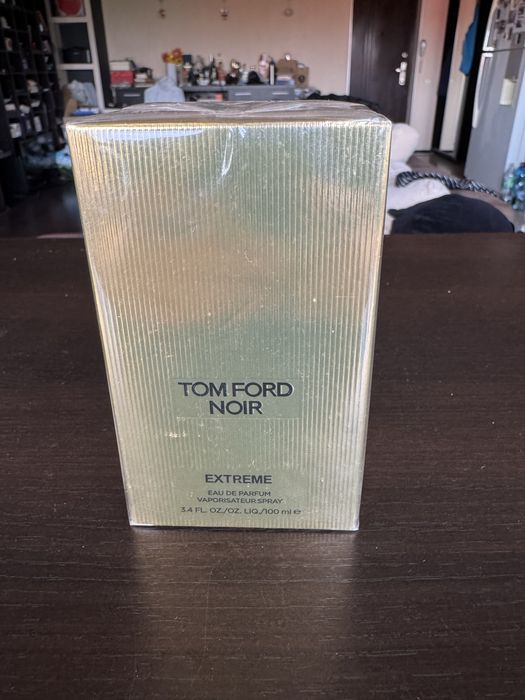 TOM FORD
NOIR
EXTREME
EAU DE PARFUM
VAPORISATEUR SPRAY
3.4 FL. OZ./OZ. LIQ./100 ml e